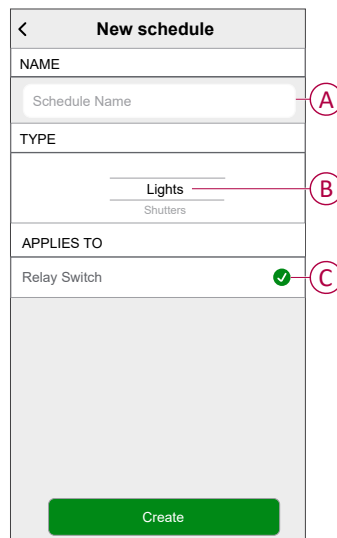 New schedule
NAME
Schedule Name
A
TYPE
Lights
B
Shutters
APPLIES TO
Relay Switch
C
Create